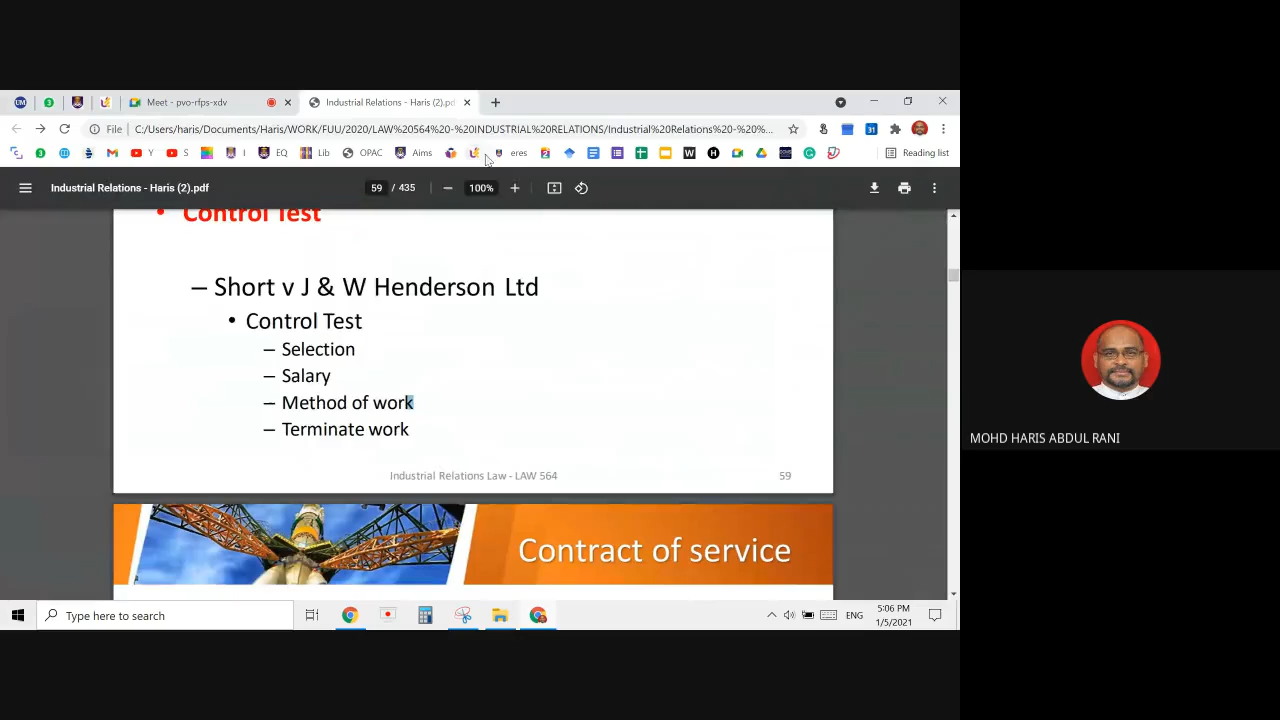 Meet - pvo-rfps-xdv
Industrial Relations - Haris (2).pd
File
C:/Users/haris/Documents/Haris/WORK/FUU/2020/LAW%20564%20-%20INDUSTRIAL%20RELATIONS/Industrial%20Relations%20-%20%...
Y
S
I
EQ
Lib
OPAC
Aims
eres
Reading list
Industrial Relations - Haris (2).pdf
59 / 435
100%
• Control Test
– Short v J & W Henderson Ltd
• Control Test
– Selection
– Salary
– Method of work
– Terminate work
Industrial Relations Law - LAW 564
59
Contract of service
MOHD HARIS ABDUL RANI
Type here to search
ENG
5:06 PM
1/5/2021